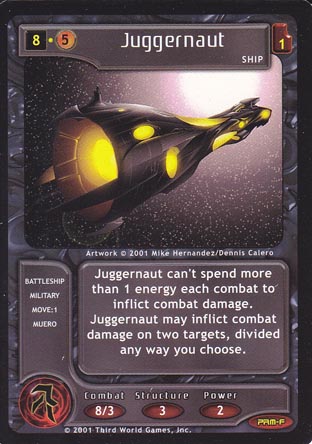 8 • 5
Juggernaut
1
SHIP
Artwork © 2001 Mike Hernandez/Dennis Calero
BATTLESHIP
MILITARY
MOVE:1
MUERO
Juggernaut can't spend more
than 1 energy each combat to
inflict combat damage.
Juggernaut may inflict combat
damage on two targets, divided
any way you choose.
Combat Structure Power
8/3 3 2
PRM-F
© 2001 Third World Games, Inc.